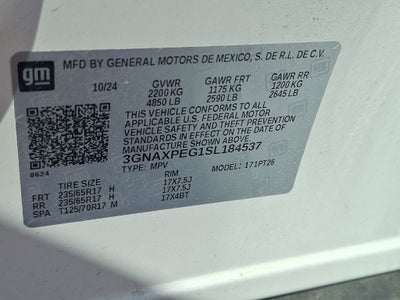 gm
MFD BY GENERAL MOTORS DE MEXICO, S. DE R.L. DE C.V.
10/24 GVWR GAWR FRT GAWR RR
2200 KG 1175 KG 1200 KG
4850 LB 2590 LB 2645 LB
THIS VEHICLE CONFORMS TO ALL
APPLICABLE U.S. FEDERAL MOTOR
VEHICLE SAFETY AND THEFT
PREVENTION STANDARDS IN
EFFECT ON THE DATE OF
MANUFACTURE SHOWN ABOVE.
3GNAXPEG1SL184537
TYPE: MPV MODEL: 171PT26
8624
TIRE SIZE RIM
FRT 235/65R17 H 17X7.5J
RR 235/65R17 H 17X7.5J
SPA T125/70R17 M 17X4BT